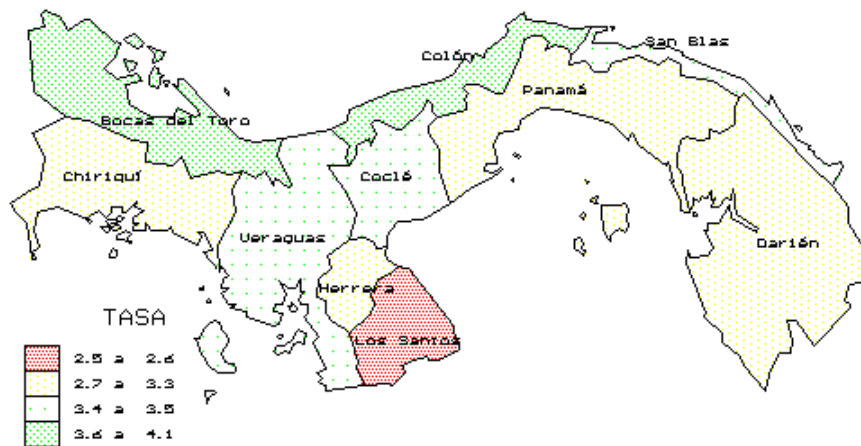 San Blas
Colón
Panamá
Bocas del Toro
Chiriquí
Coclé
Veraguas
Darién
Herrera
Los Santos
TASA
2.5 a 2.6
2.7 a 3.3
3.4 a 3.5
3.6 a 4.1